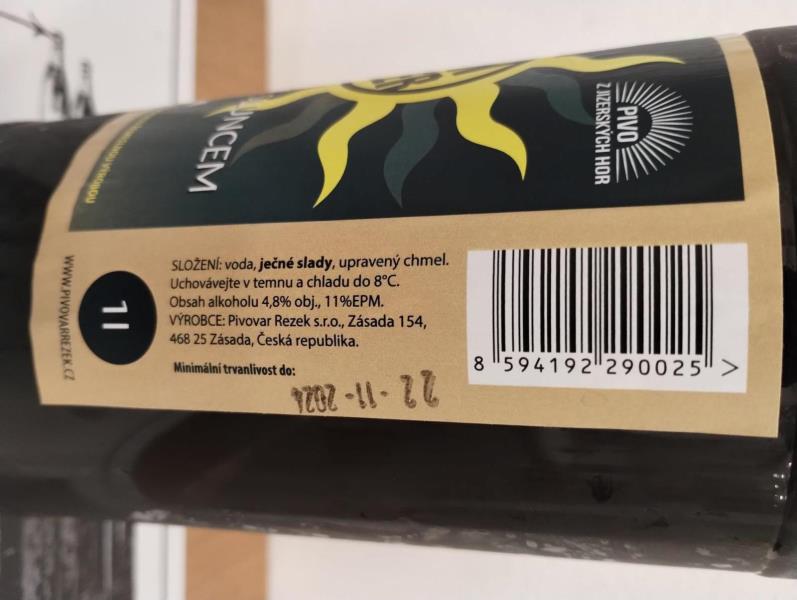 PIVO
Z JIZERSKÝCH HOR
WWW.PIVOVARREZEK.CZ
1 l
SLOŽENÍ: voda, ječné slady, upravený chmel.
Uchovávejte v temnu a chladu do 8°C.
Obsah alkoholu 4,8% obj., 11%EPM.
VÝROBCE: Pivovar Rezek s.r.o., Zásada 154,
468 25 Zásada, Česká republika.
Minimální trvanlivost do:
22 -11- 2024
8 594192 290025 >